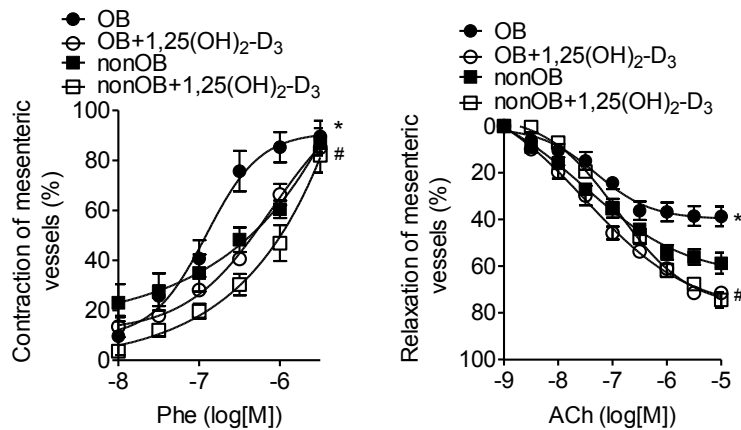 OB
OB+1,25(OH)2-D3
nonOB
nonOB+1,25(OH)2-D3
Contraction of mesenteric
vessels (%)
100
80
60
40
20
0
*
#
-8
-7
-6
Phe (log[M])
OB
OB+1,25(OH)2-D3
nonOB
nonOB+1,25(OH)2-D3
Relaxation of mesenteric
vessels (%)
0
20
40
60
80
100
*
#
-9
-8
-7
-6
-5
ACh (log[M])